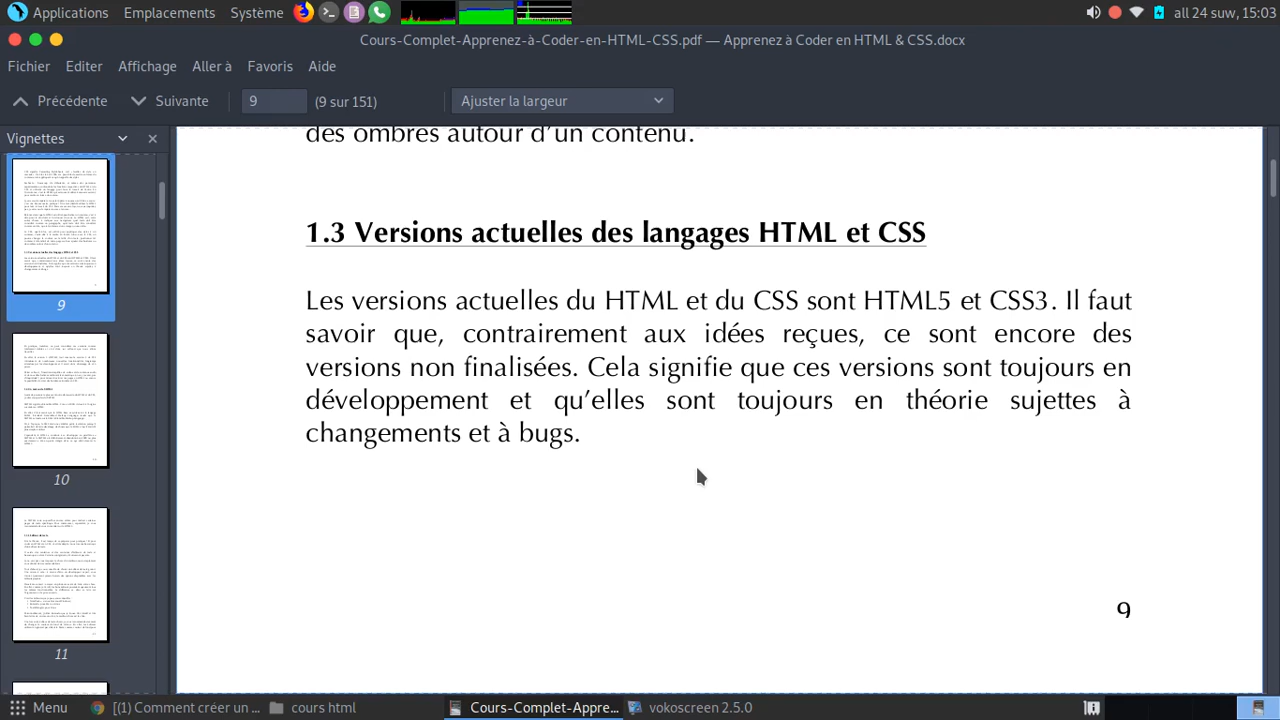 Applications Emplacements Système all 24 suw, 15:03
Cours-Complet-Apprenez-à-Coder-en-HTML-CSS.pdf — Apprenez à Coder en HTML & CSS.docx
Fichier Editer Affichage Aller à Favoris Aide
Précédente Suivante 9 (9 sur 151) Ajuster la largeur
Vignettes
9
10
11
des ombres autour d’un contenu.
1.3 Versions actuelles des langages HTML et CSS
Les versions actuelles du HTML et du CSS sont HTML5 et CSS3. Il faut
savoir que, contrairement aux idées reçues, ce sont encore des
versions non finalisées. Cela signifie que ces versions sont toujours en
développement et qu’elles sont toujours en théorie sujettes à
changements et à bugs.
9
Menu [(1) Comment créer un ... cours html Cours-Complet-Appre... vokoscreen 2.5.0